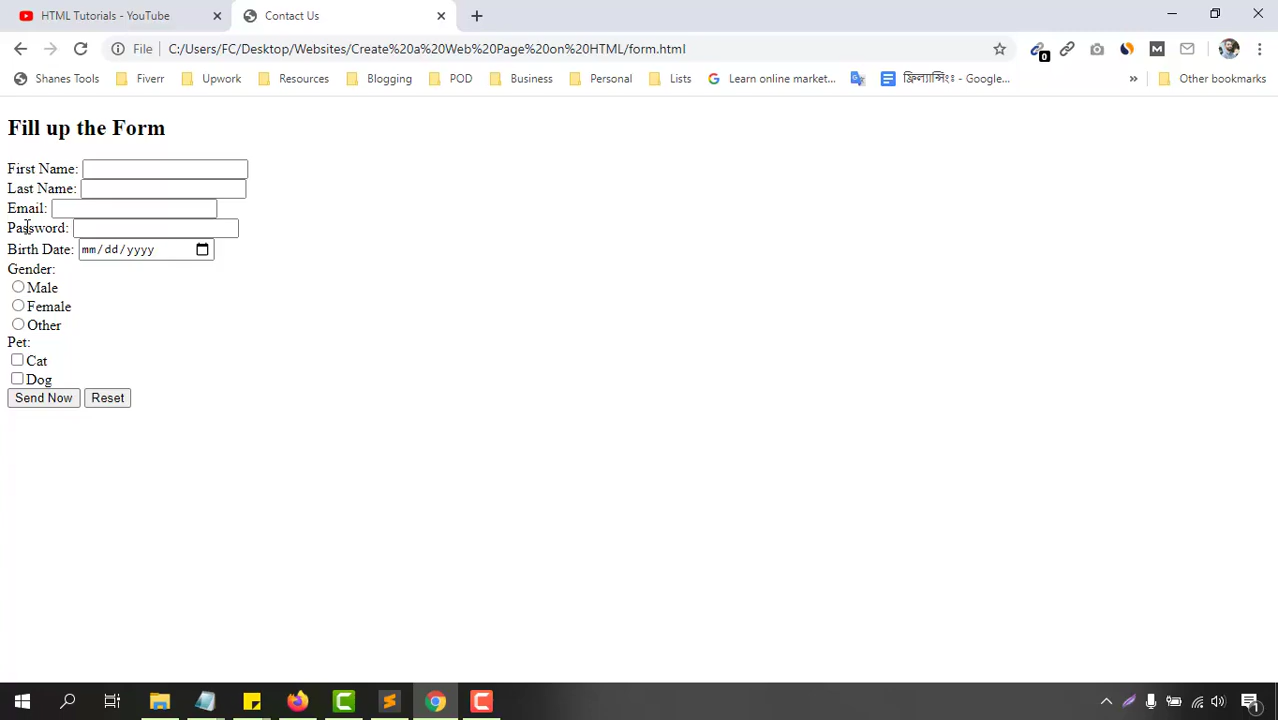 HTML Tutorials - YouTube
Contact Us
File
C:/Users/FC/Desktop/Websites/Create%20a%20Web%20Page%20on%20HTML/form.html
0
Shanes Tools
Fiverr
Upwork
Resources
Blogging
POD
Business
Personal
Lists
Learn online market...
ফ্রিল্যান্সিংঃ - Google...
»
Other bookmarks
Fill up the Form
First Name:
Last Name:
Email:
Password:
Birth Date: mm/dd/yyyy
Gender:
Male
Female
Other
Pet:
Cat
Dog
Send Now Reset
1